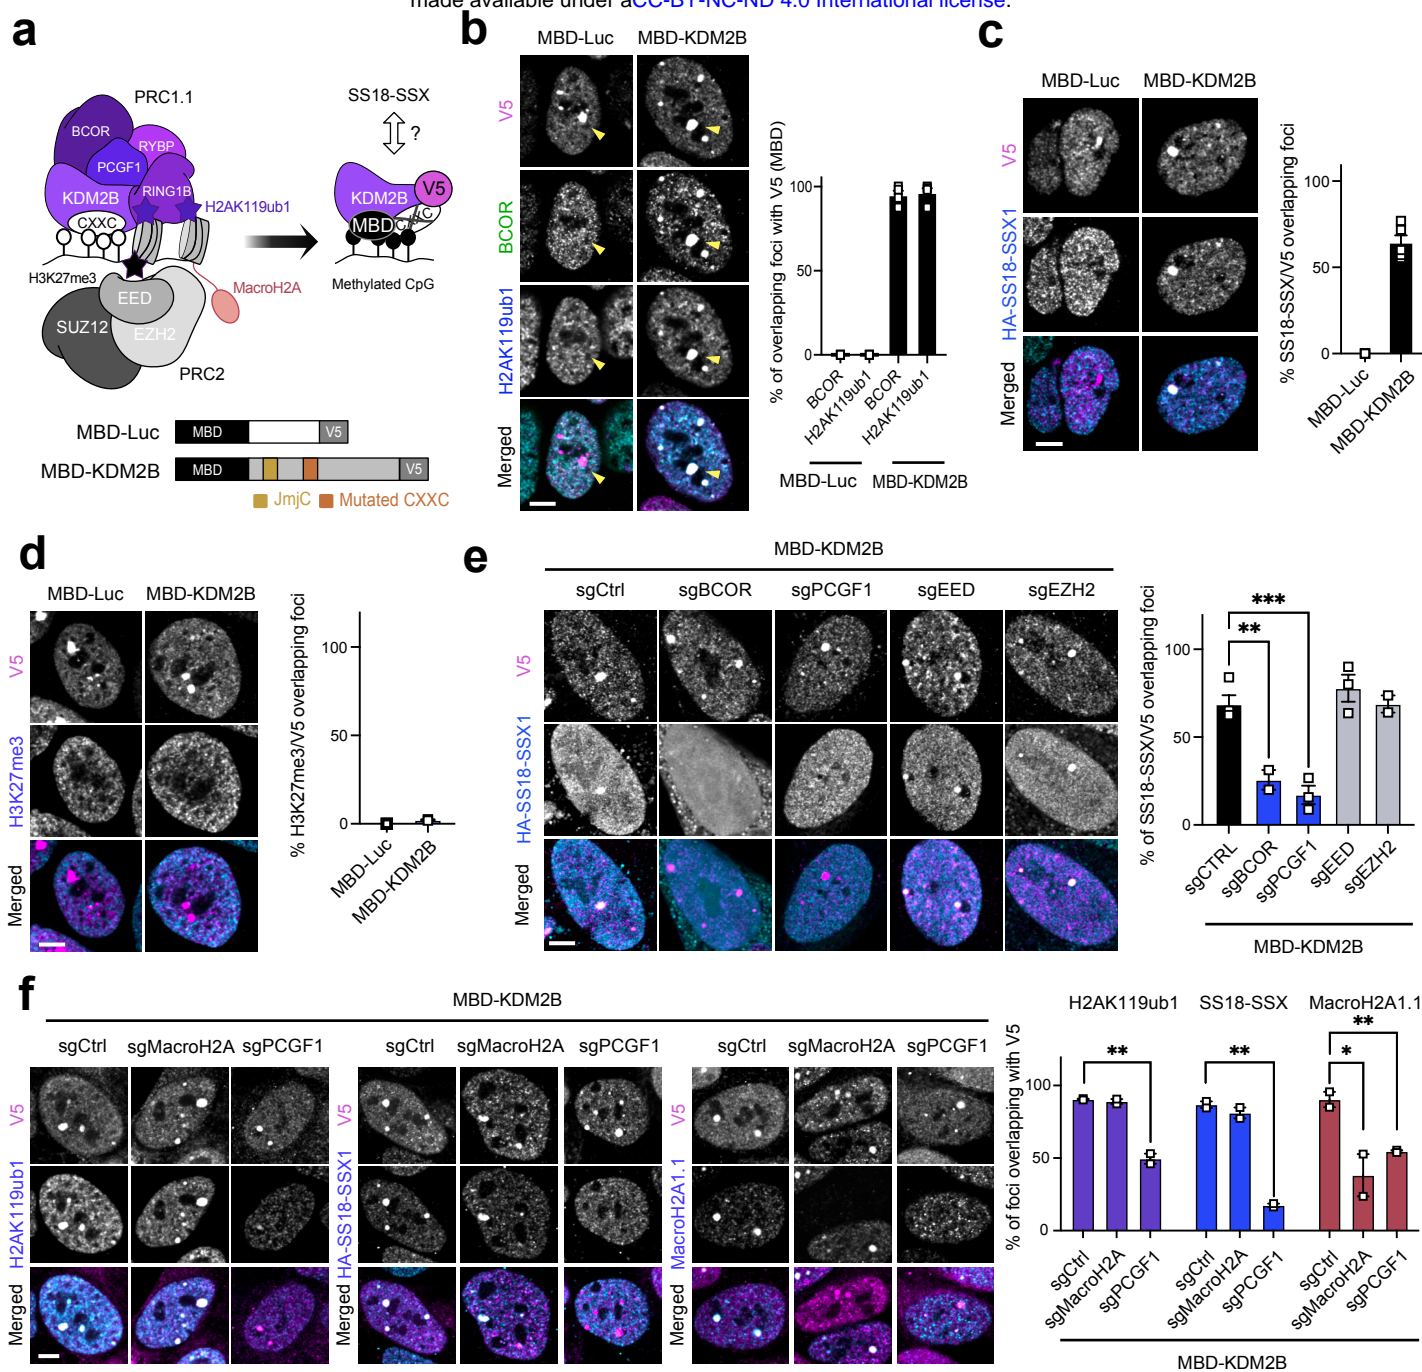 made available under aCC-BY-NC-ND 4.0 International license.
a
PRC1.1
BCOR
RYBP
PCGF1
KDM2B
RING1B
CXXC
H2AK119ub1
H3K27me3
EED
SUZ12
EZH2
PRC2
MacroH2A
SS18-SSX
?
KDM2B
V5
MBD
Methylated CpG
MBD-Luc
MBD
V5
MBD-KDM2B
MBD
V5
JmjC
Mutated CXXC
b
MBD-Luc
MBD-KDM2B
V5
BCOR
H2AK119ub1
Merged
% of overlapping foci with V5 (MBD)
100
50
0
BCOR
H2AK119ub1
BCOR
H2AK119ub1
MBD-Luc
MBD-KDM2B
c
MBD-Luc
MBD-KDM2B
V5
HA-SS18-SSX1
Merged
% SS18-SSX/V5 overlapping foci
100
50
0
MBD-Luc
MBD-KDM2B
d
MBD-Luc
MBD-KDM2B
V5
H3K27me3
Merged
% H3K27me3/V5 overlapping foci
100
50
0
MBD-Luc
MBD-KDM2B
e
MBD-KDM2B
sgCtrl
sgBCOR
sgPCGF1
sgEED
sgEZH2
V5
HA-SS18-SSX1
Merged
% of SS18-SSX/V5 overlapping foci
100
50
0
***
**
sgCTRL
sgBCOR
sgPCGF1
sgEED
sgEZH2
MBD-KDM2B
f
MBD-KDM2B
sgCtrl
sgMacroH2A
sgPCGF1
V5
H2AK119ub1
Merged
sgCtrl
sgMacroH2A
sgPCGF1
V5
HA-SS18-SSX1
Merged
sgCtrl
sgMacroH2A
sgPCGF1
V5
MacroH2A1.1
Merged
% of foci overlapping with V5
100
50
0
H2AK119ub1
SS18-SSX
MacroH2A1.1
**
**
**
*
sgCtrl
sgMacroH2A
sgPCGF1
sgCtrl
sgMacroH2A
sgPCGF1
sgCtrl
sgMacroH2A
sgPCGF1
MBD-KDM2B